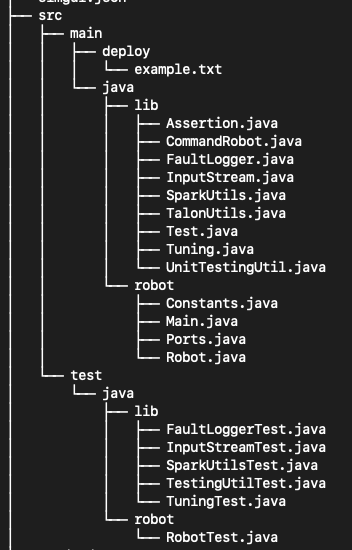 simgui.json
├── src
│   ├── main
│   │   ├── deploy
│   │   │   └── example.txt
│   │   └── java
│   │       ├── lib
│   │       │   ├── Assertion.java
│   │       │   ├── CommandRobot.java
│   │       │   ├── FaultLogger.java
│   │       │   ├── InputStream.java
│   │       │   ├── SparkUtils.java
│   │       │   ├── TalonUtils.java
│   │       │   ├── Test.java
│   │       │   ├── Tuning.java
│   │       │   └── UnitTestingUtil.java
│   │       └── robot
│   │           ├── Constants.java
│   │           ├── Main.java
│   │           ├── Ports.java
│   │           └── Robot.java
│   └── test
│       └── java
│           ├── lib
│           │   ├── FaultLoggerTest.java
│           │   ├── InputStreamTest.java
│           │   ├── SparkUtilsTest.java
│           │   ├── TestingUtilTest.java
│           │   └── TuningTest.java
│           └── robot
│               └── RobotTest.java